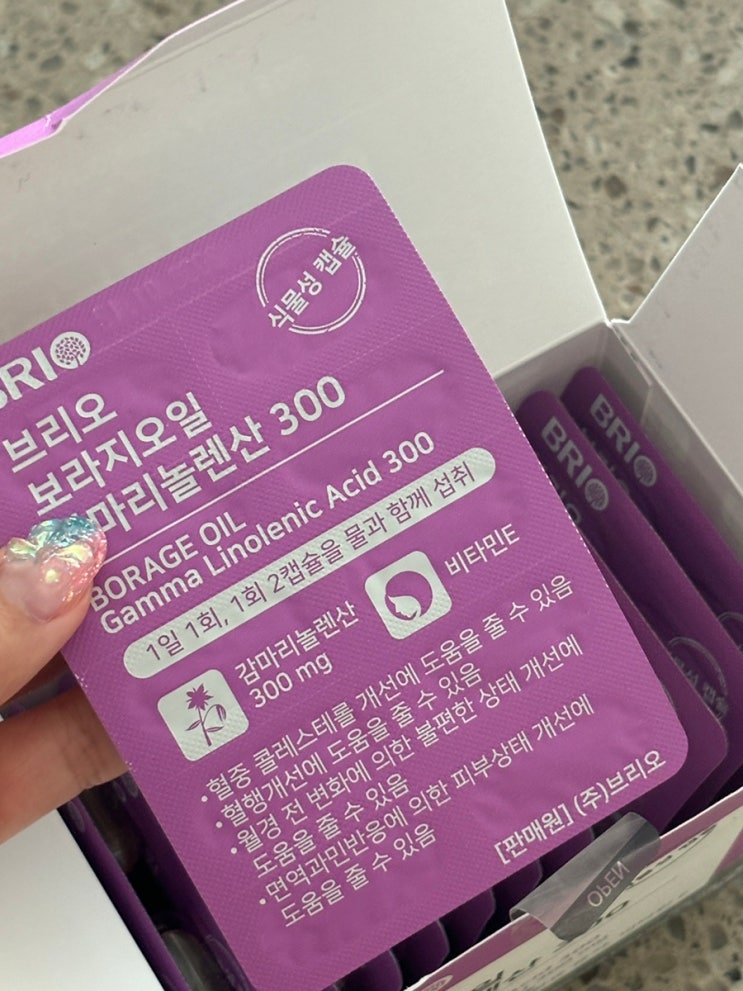 식물성 캡슐
BRIO
브리오
보라지오일
감마리놀렌산 300
BORAGE OIL
Gamma Linolenic Acid 300
1일 1회, 1회 2캡슐을 물과 함께 섭취
감마리놀렌산
300 mg
비타민E
•혈중 콜레스테롤 개선에 도움을 줄 수 있음
•혈행개선에 도움을 줄 수 있음
•월경 전 변화에 의한 불편한 상태 개선에
도움을 줄 수 있음
•면역과민반응에 의한 피부상태 개선에
도움을 줄 수 있음
[판매원] (주)브리오
BRIO
BRIO
OPEN